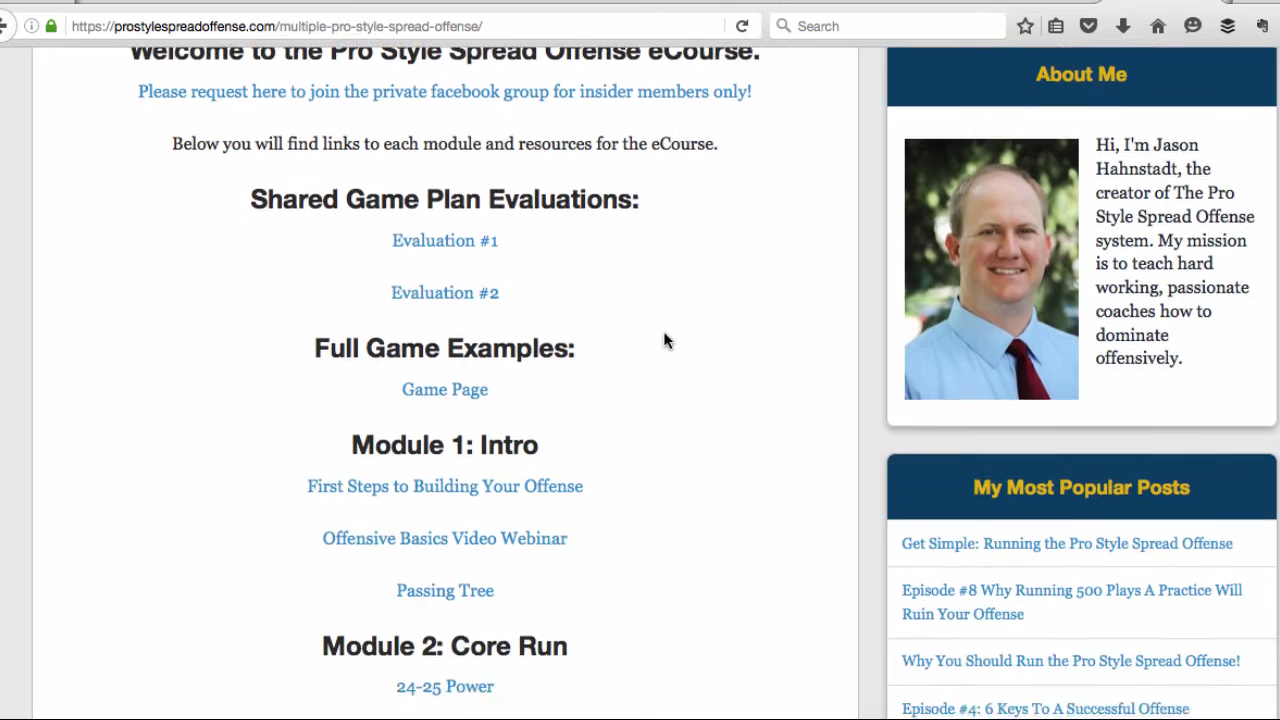 https://prostylespreadoffense.com/multiple-pro-style-spread-offense/
Search
Welcome to the Pro Style Spread Offense eCourse.
Please request here to join the private facebook group for insider members only!
Below you will find links to each module and resources for the eCourse.
Shared Game Plan Evaluations:
Evaluation #1
Evaluation #2
Full Game Examples:
Game Page
Module 1: Intro
First Steps to Building Your Offense
Offensive Basics Video Webinar
Passing Tree
Module 2: Core Run
24-25 Power
About Me
Hi, I'm Jason
Hahnstadt, the
creator of The Pro
Style Spread Offense
system. My mission
is to teach hard
working, passionate
coaches how to
dominate
offensively.
My Most Popular Posts
Get Simple: Running the Pro Style Spread Offense
Episode #8 Why Running 500 Plays A Practice Will
Ruin Your Offense
Why You Should Run the Pro Style Spread Offense!
Episode #4: 6 Keys To A Successful Offense